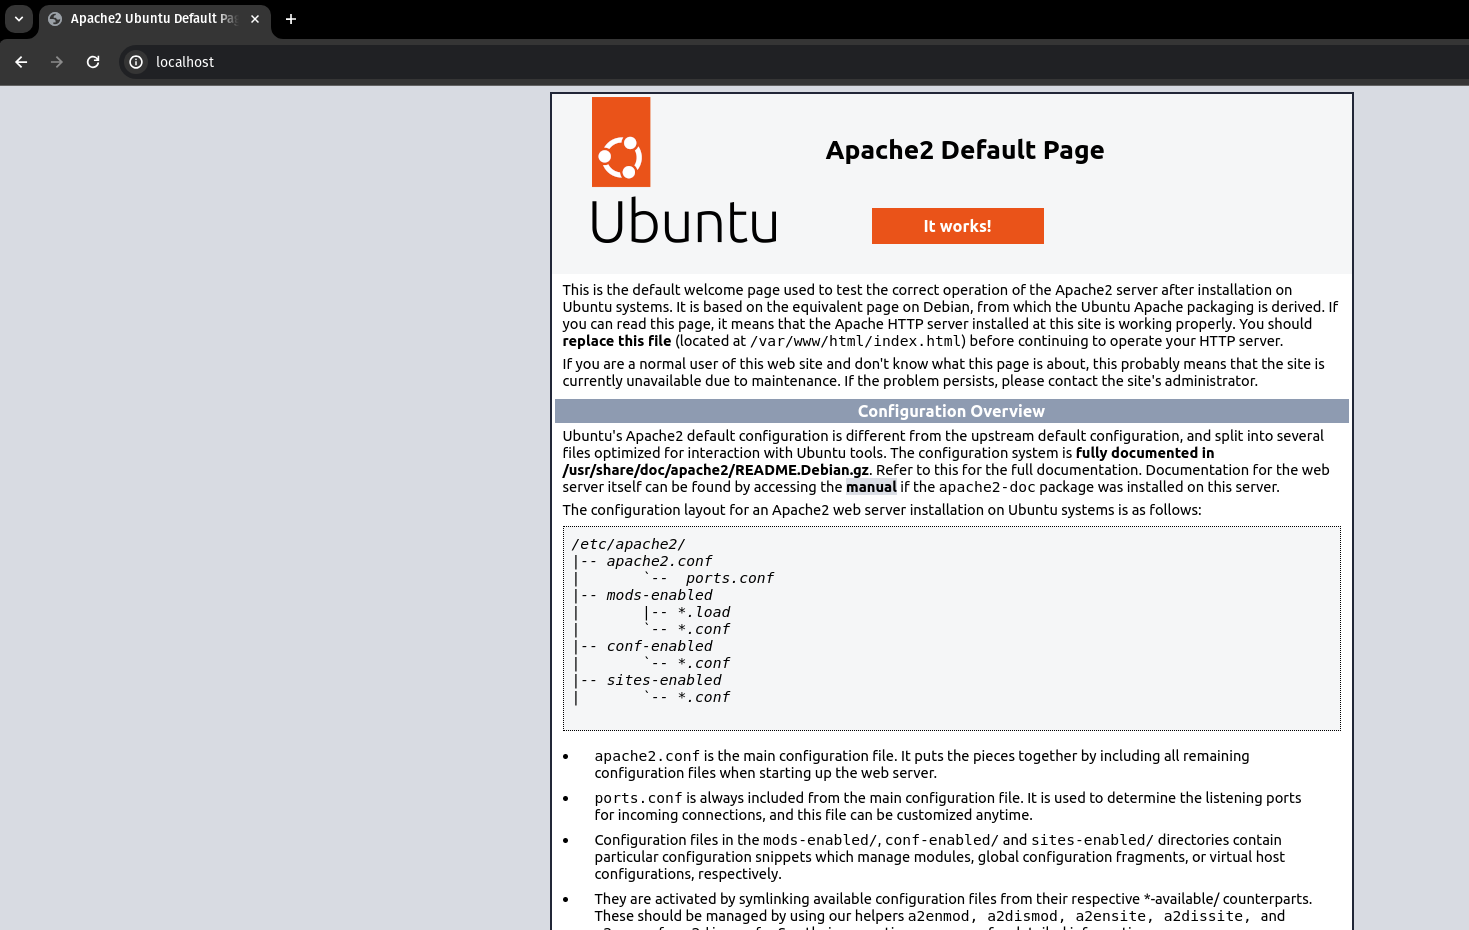 Apache2 Ubuntu Default Pa
localhost
Ubuntu
Apache2 Default Page
It works!
This is the default welcome page used to test the correct operation of the Apache2 server after installation on
Ubuntu systems. It is based on the equivalent page on Debian, from which the Ubuntu Apache packaging is derived. If
you can read this page, it means that the Apache HTTP server installed at this site is working properly. You should
replace this file (located at /var/www/html/index.html) before continuing to operate your HTTP server.
If you are a normal user of this web site and don't know what this page is about, this probably means that the site is
currently unavailable due to maintenance. If the problem persists, please contact the site's administrator.
Configuration Overview
Ubuntu's Apache2 default configuration is different from the upstream default configuration, and split into several
files optimized for interaction with Ubuntu tools. The configuration system is fully documented in
/usr/share/doc/apache2/README.Debian.gz. Refer to this for the full documentation. Documentation for the web
server itself can be found by accessing the manual if the apache2-doc package was installed on this server.
The configuration layout for an Apache2 web server installation on Ubuntu systems is as follows:
/etc/apache2/
|-- apache2.conf
|       `--  ports.conf
|-- mods-enabled
|       |-- *.load
|       `-- *.conf
|-- conf-enabled
|       `-- *.conf
|-- sites-enabled
|       `-- *.conf
• apache2.conf is the main configuration file. It puts the pieces together by including all remaining
configuration files when starting up the web server.
• ports.conf is always included from the main configuration file. It is used to determine the listening ports
for incoming connections, and this file can be customized anytime.
• Configuration files in the mods-enabled/, conf-enabled/ and sites-enabled/ directories contain
particular configuration snippets which manage modules, global configuration fragments, or virtual host
configurations, respectively.
• They are activated by symlinking available configuration files from their respective *-available/ counterparts.
These should be managed by using our helpers a2enmod, a2dismod, a2ensite, a2dissite, and